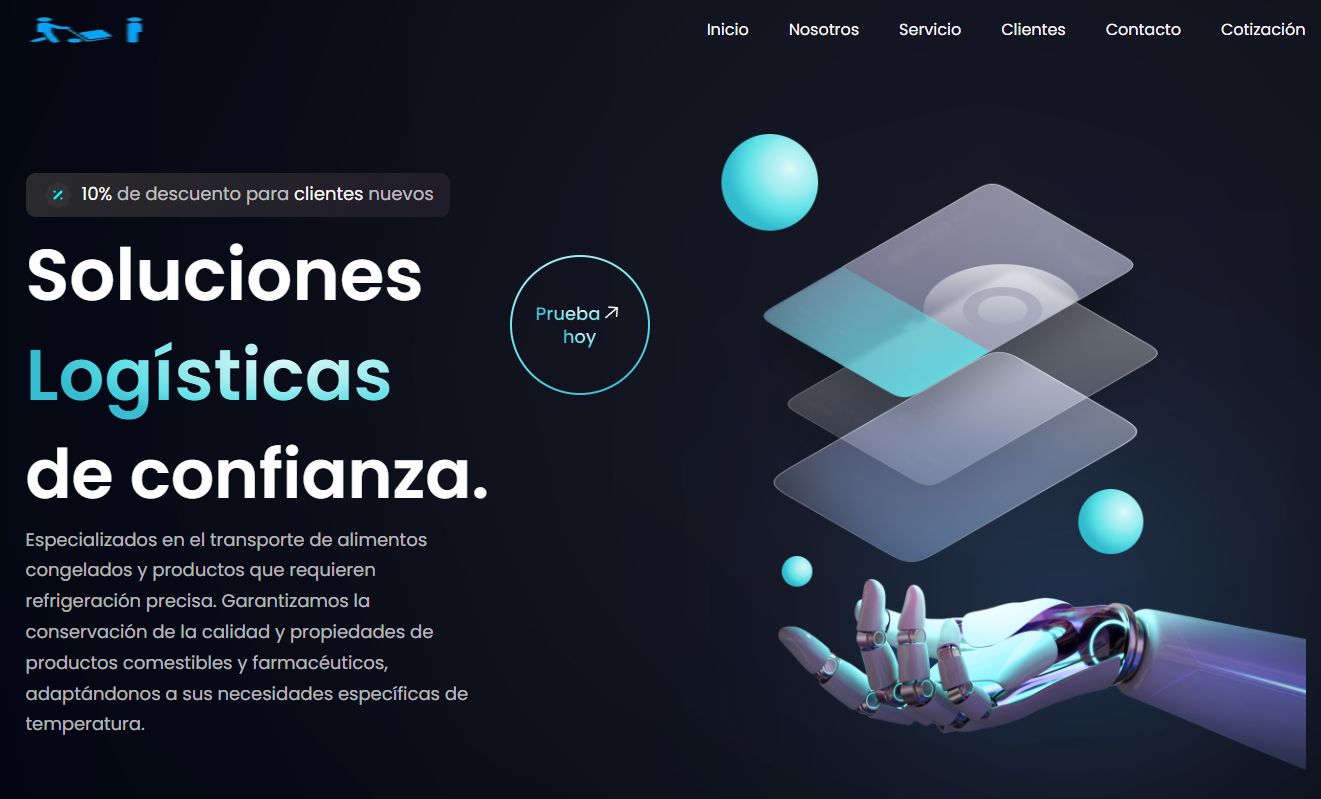 Inicio Nosotros Servicio Clientes Contacto Cotización
10% de descuento para clientes nuevos
Soluciones
Logísticas
de confianza.
Prueba
hoy
Especializados en el transporte de alimentos
congelados y productos que requieren
refrigeración precisa. Garantizamos la
conservación de la calidad y propiedades de
productos comestibles y farmacéuticos,
adaptándonos a sus necesidades específicas de
temperatura.